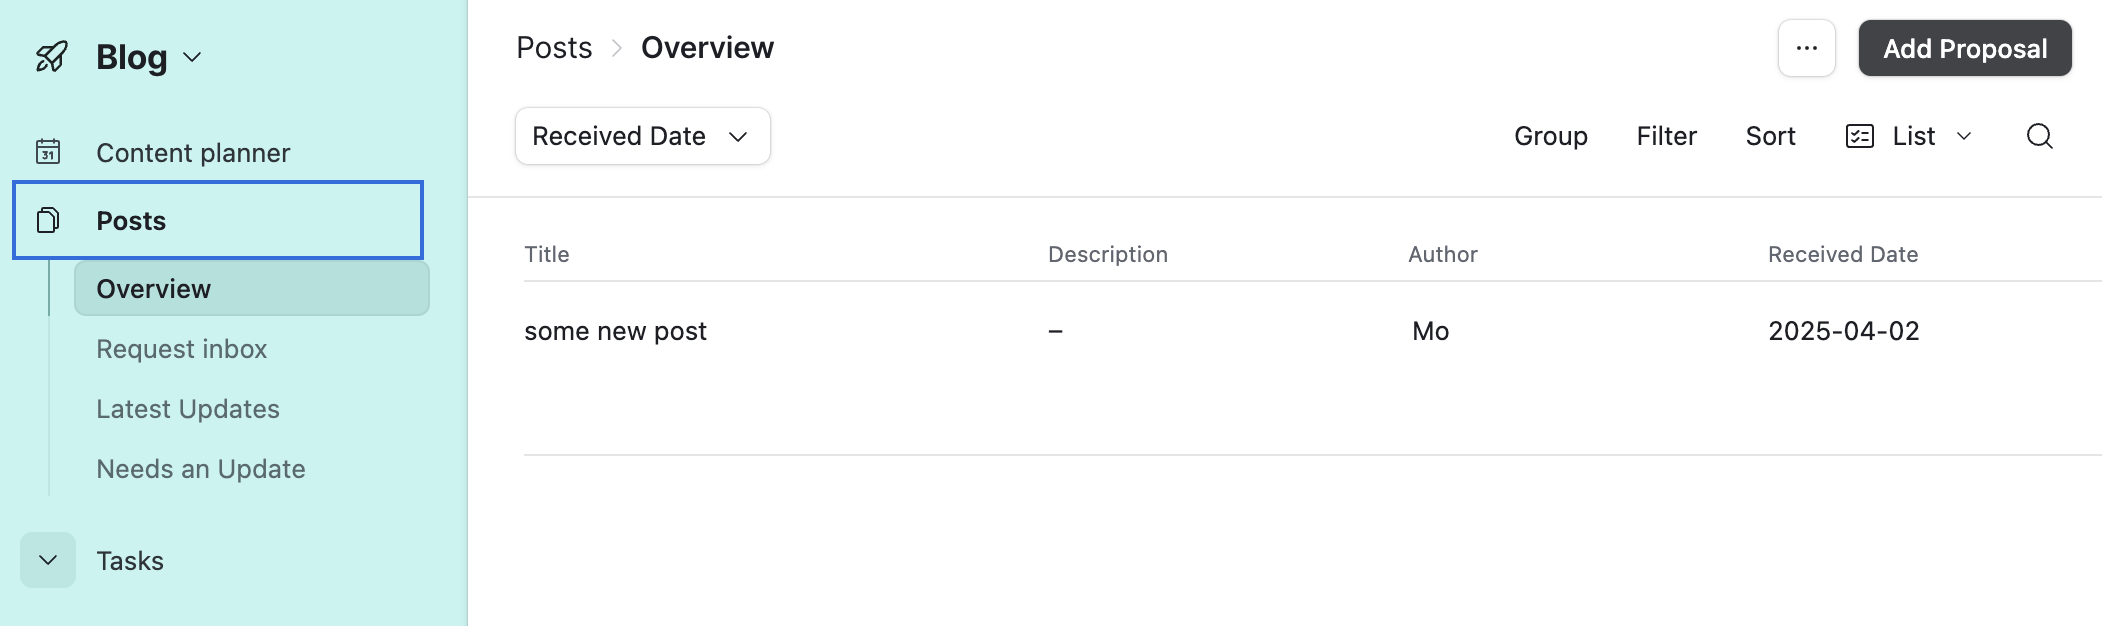 Blog
31
Content planner
Posts
Overview
Request inbox
Latest Updates
Needs an Update
Tasks
Posts > Overview
...
Add Proposal
Received Date
Group Filter Sort List
Title Description Author Received Date
some new post – Mo 2025-04-02